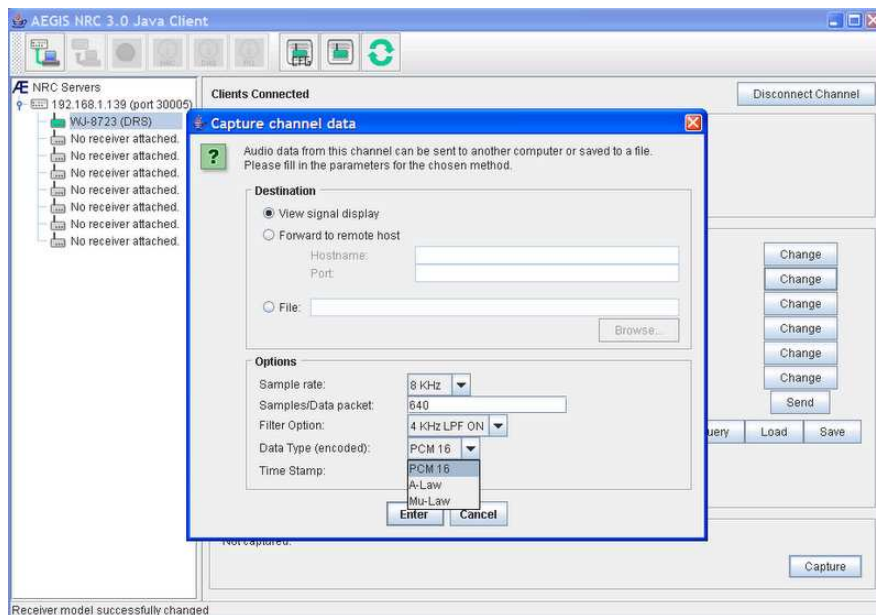 AEGIS NRC 3.0 Java Client
NRC Servers
192.168.1.139 (port 30005)
WJ-8723 (DRS)
No receiver attached.
No receiver attached.
No receiver attached.
No receiver attached.
No receiver attached.
No receiver attached.
No receiver attached.
Clients Connected
Disconnect Channel
Capture channel data
Audio data from this channel can be sent to another computer or saved to a file.
Please fill in the parameters for the chosen method.
Destination
View signal display
Forward to remote host
Hostname:
Port:
File:
Browse...
Options
Sample rate: 8 KHz
Samples/Data packet: 640
Filter Option: 4 KHz LPF ON
Data Type (encoded): PCM 16
Time Stamp:
PCM 16
A-Law
Mu-Law
Enter
Cancel
Change
Change
Change
Change
Change
Change
Send
Load
Save
Not captured.
Capture
Receiver model successfully changed